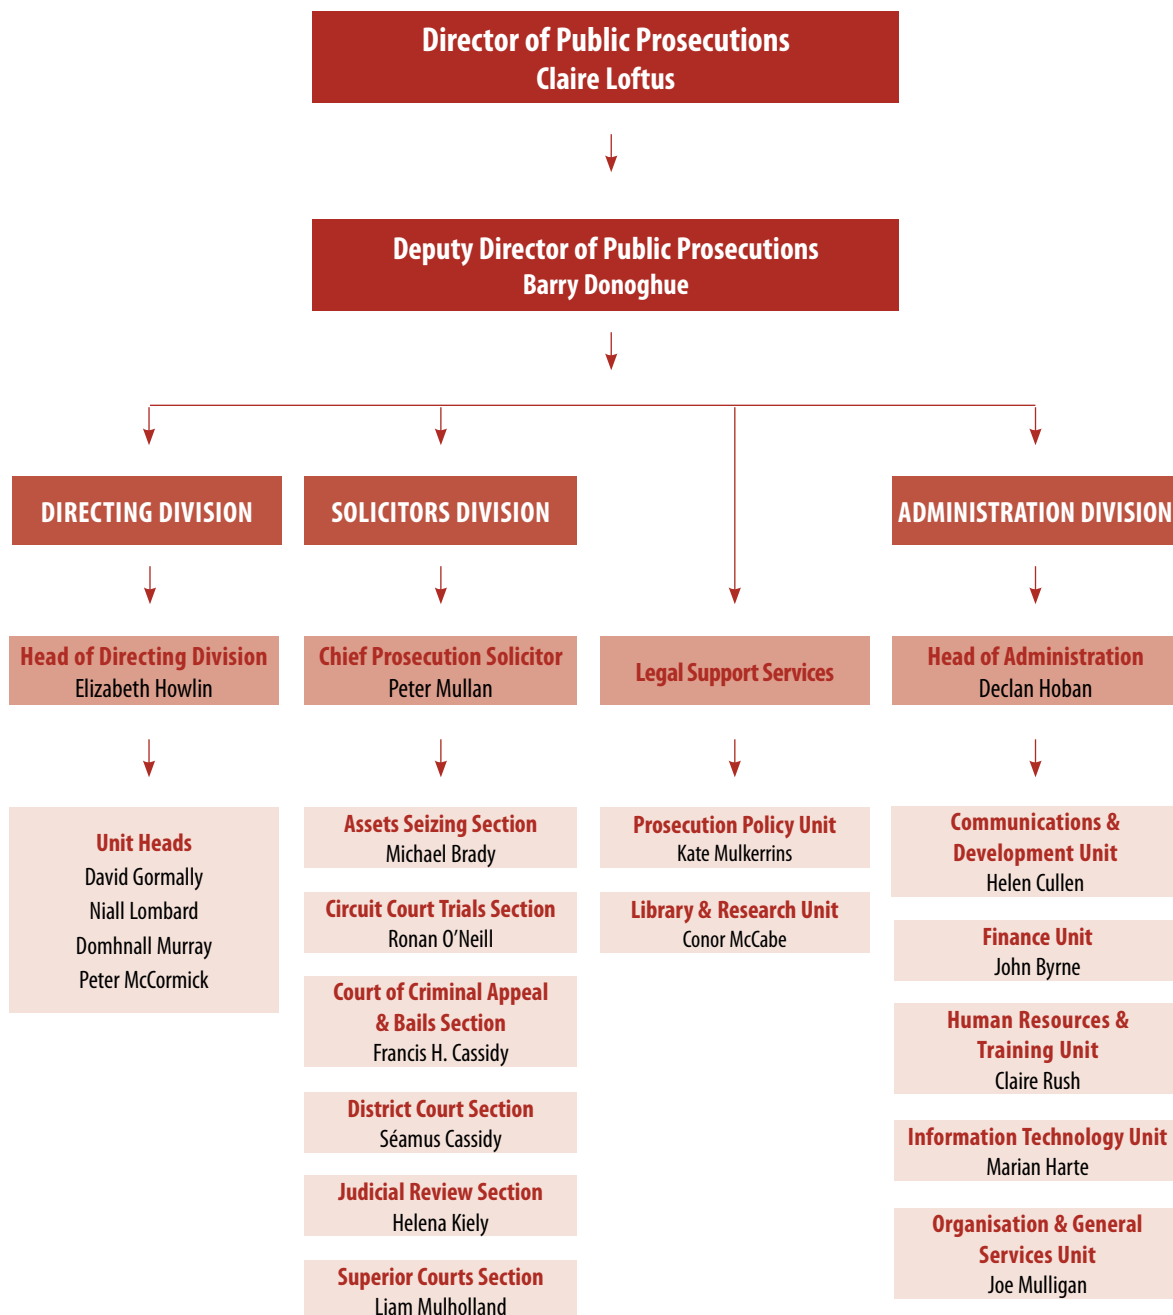 Director of Public Prosecutions
Claire Loftus
Deputy Director of Public Prosecutions
Barry Donoghue
DIRECTING DIVISION
Head of Directing Division
Elizabeth Howlin
Unit Heads
David Gormally
Niall Lombard
Domhnall Murray
Peter McCormick
SOLICITORS DIVISION
Chief Prosecution Solicitor
Peter Mullan
Assets Seizing Section
Michael Brady
Circuit Court Trials Section
Ronan O'Neill
Court of Criminal Appeal
& Bails Section
Francis H. Cassidy
District Court Section
Séamus Cassidy
Judicial Review Section
Helena Kiely
Superior Courts Section
Liam Mulholland
Legal Support Services
Prosecution Policy Unit
Kate Mulkerrins
Library & Research Unit
Conor McCabe
ADMINISTRATION DIVISION
Head of Administration
Declan Hoban
Communications &
Development Unit
Helen Cullen
Finance Unit
John Byrne
Human Resources &
Training Unit
Claire Rush
Information Technology Unit
Marian Harte
Organisation & General
Services Unit
Joe Mulligan